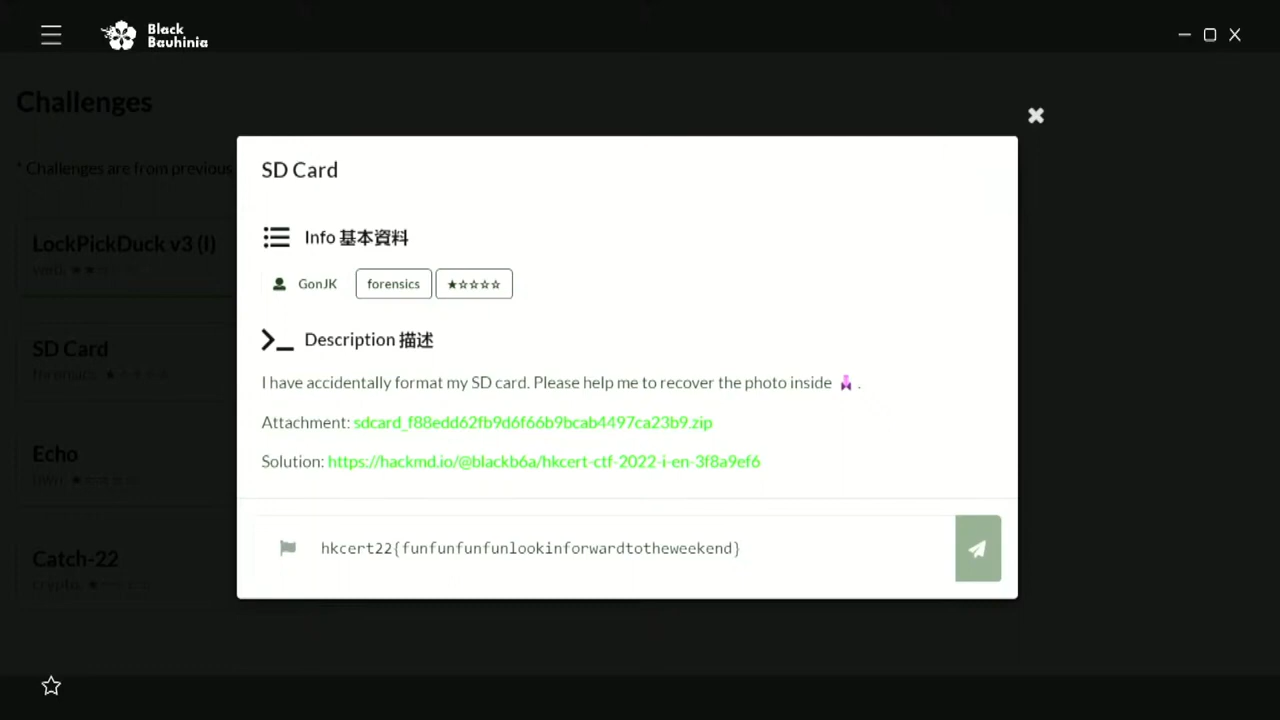 Black
Bauhinia
Challenges
* Challenges are from previous
LockPickDuck v3 (I)
SD Card
forensics
Echo
Catch-22
crypto
SD Card
Info 基本資料
GonJK forensics ★☆☆☆☆
Description 描述
I have accidentally format my SD card. Please help me to recover the photo inside .
Attachment: sdcard_f88edd62fb9d6f66b9bcab4497ca23b9.zip
Solution: https://hackmd.io/@blackb6a/hkcert-ctf-2022-i-en-3f8a9ef6
hkcert22{funfunfunfunlookinforwardtotheweekend}